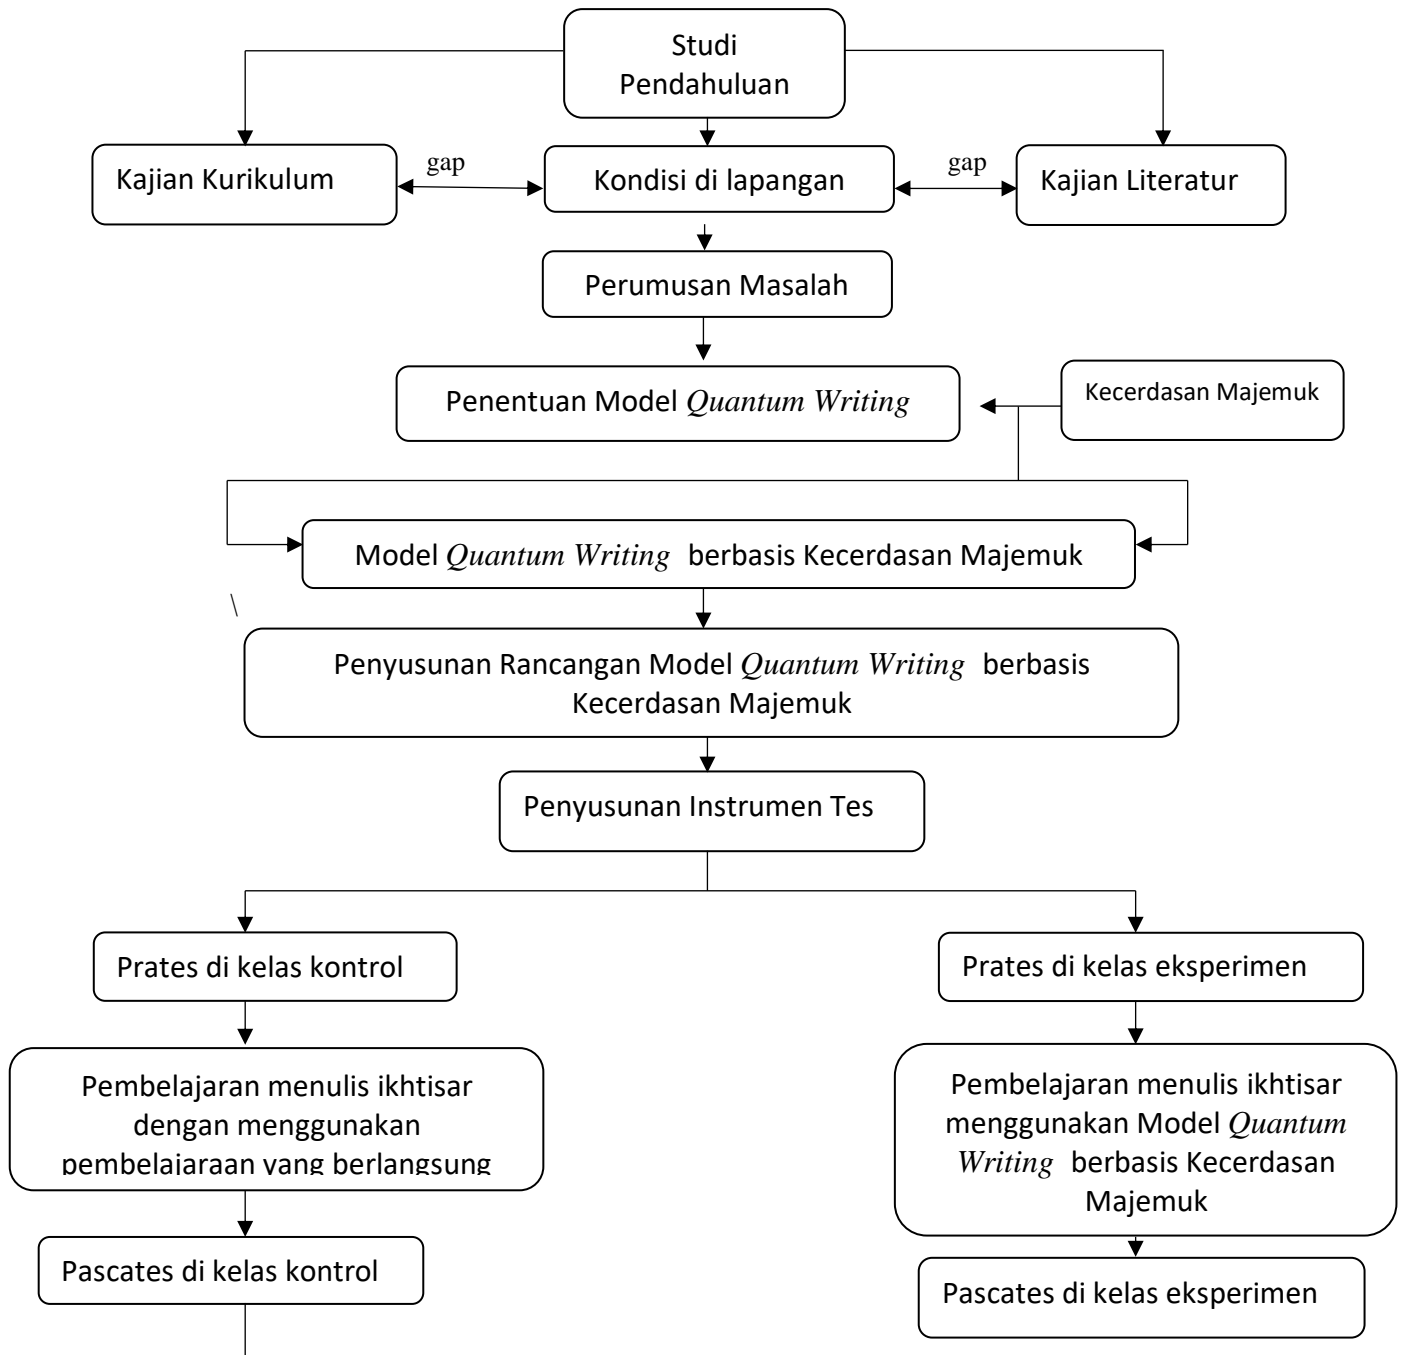 Studi
Pendahuluan
Kajian Kurikulum
gap
Kondisi di lapangan
gap
Kajian Literatur
Perumusan Masalah
Penentuan Model Quantum Writing
Kecerdasan Majemuk
Model Quantum Writing berbasis Kecerdasan Majemuk
\
Penyusunan Rancangan Model Quantum Writing berbasis
Kecerdasan Majemuk
Penyusunan Instrumen Tes
Prates di kelas kontrol
Prates di kelas eksperimen
Pembelajaran menulis ikhtisar
dengan menggunakan
pembelajaraan yang berlangsung
Pembelajaran menulis ikhtisar
menggunakan Model Quantum
Writing berbasis Kecerdasan
Majemuk
Pascates di kelas kontrol
Pascates di kelas eksperimen